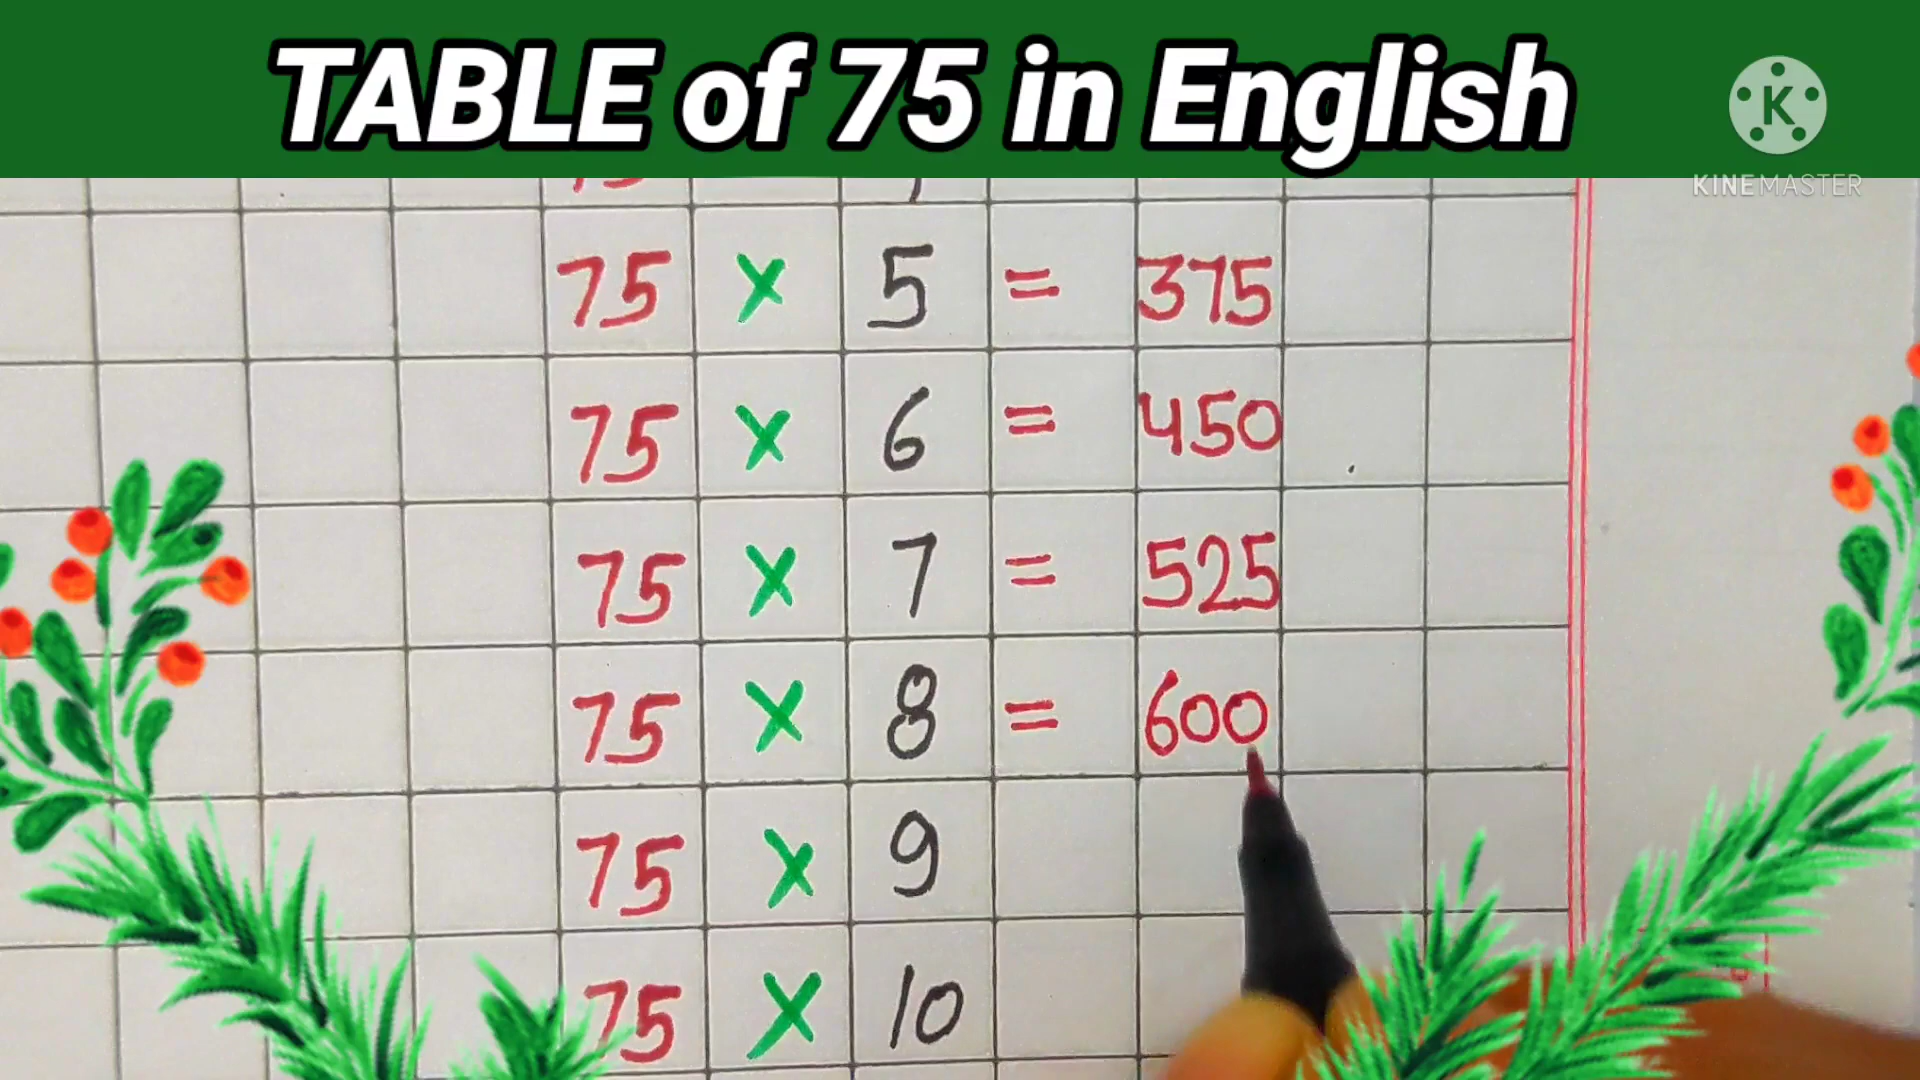 TABLE of 75 in English
K
KINEMASTER
75 × 5 = 375
75 × 6 = 450
75 × 7 = 525
75 × 8 = 600
75 × 9
75 × 10